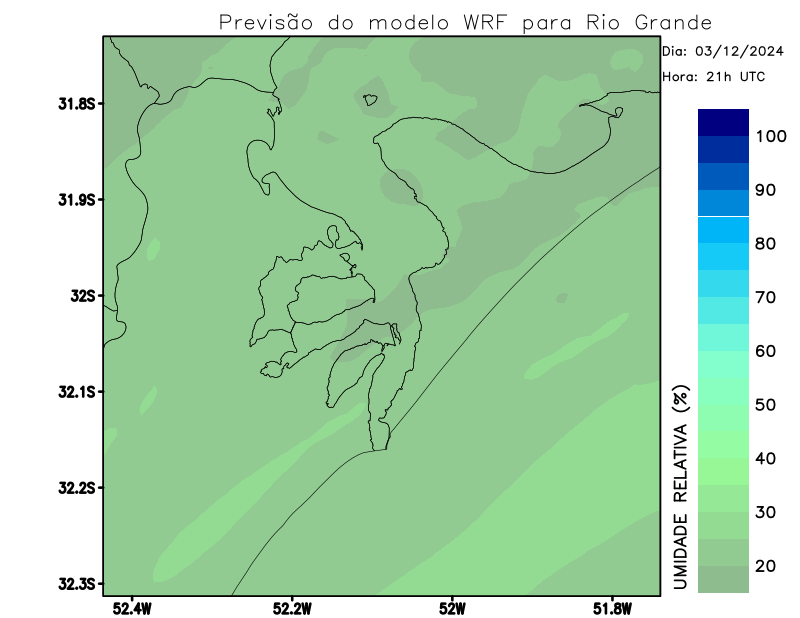 Previsão do modelo WRF para Rio Grande
Dia: 03/12/2024
Hora: 21h UTC
31.8S
31.9S
32S
32.1S
32.2S
32.3S
52.4W
52.2W
52W
51.8W
100
90
80
70
60
50
40
30
20
UMIDADE RELATIVA (%)